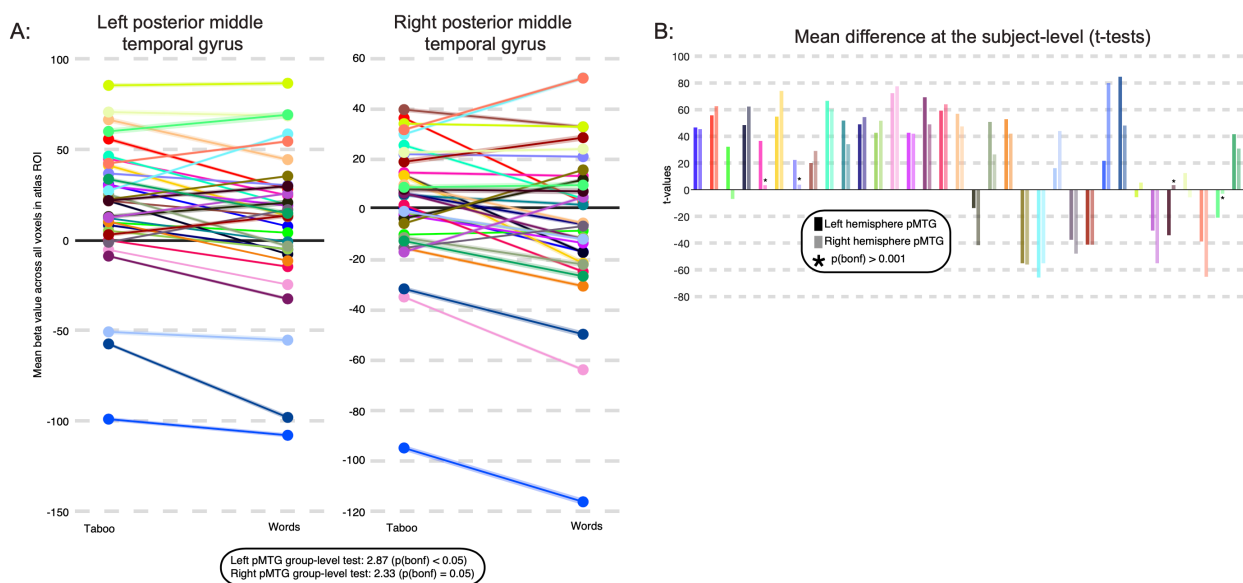 A:
Left posterior middle
temporal gyrus
Right posterior middle
temporal gyrus
Mean beta value across all voxels in atlas ROI
100
50
0
-50
-100
-150
Taboo
Words
60
40
20
0
-20
-40
-60
-80
-100
-120
Taboo
Words
Left pMTG group-level test: 2.87 (p(bonf) < 0.05)
Right pMTG group-level test: 2.33 (p(bonf) = 0.05)
B:
Mean difference at the subject-level (t-tests)
t-values
100
80
60
40
20
0
-20
-40
-60
-80
*
*
*
*
Left hemisphere pMTG
Right hemisphere pMTG
* p(bonf) > 0.001